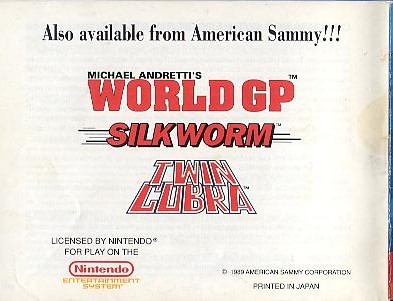 Also available from American Sammy!!!
MICHAEL ANDRETTI'S
WORLD GP™
SILKWORM™
TWIN
COBRA™
LICENSED BY NINTENDO®
FOR PLAY ON THE
Nintendo
ENTERTAINMENT
SYSTEM®
© 1989 AMERICAN SAMMY CORPORATION
PRINTED IN JAPAN